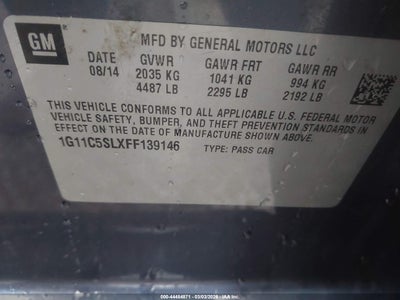 GM
MFD BY GENERAL MOTORS LLC
DATE GVWR GAWR FRT GAWR RR
08/14 2035 KG 1041 KG 994 KG
4487 LB 2295 LB 2192 LB
THIS VEHICLE CONFORMS TO ALL APPLICABLE U.S. FEDERAL MOTOR
VEHICLE SAFETY, BUMPER, AND THEFT PREVENTION STANDARDS
IN EFFECT ON THE DATE OF MANUFACTURE SHOWN ABOVE.
1G11C5SLXFF139146 TYPE: PASS CAR
000-44484871 - 03/03/2026 -